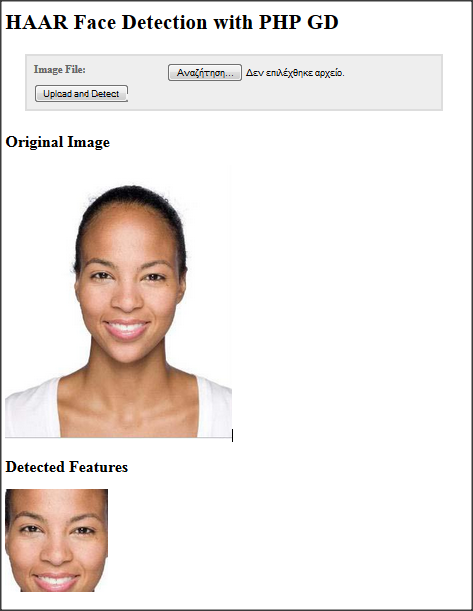 HAAR Face Detection with PHP GD
Image File:
Αναζήτηση... Δεν επιλέχθηκε αρχείο.
Upload and Detect
Original Image
Detected Features